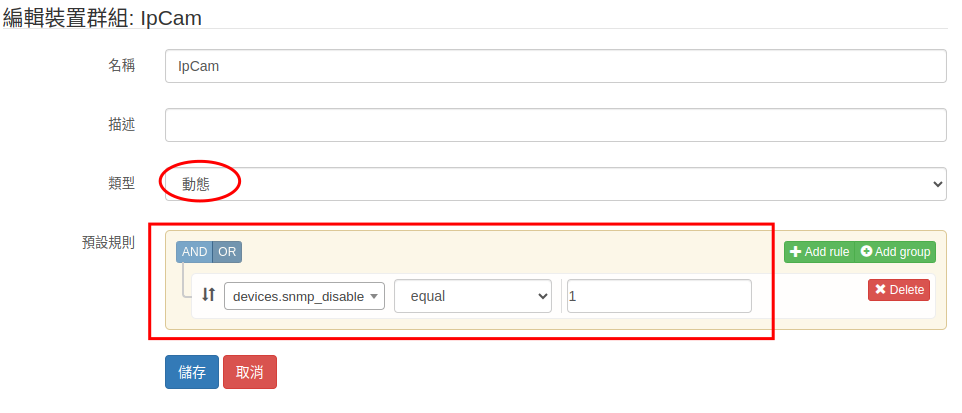 編輯裝置群組: IpCam
名稱 IpCam
描述
類型 動態
預設規則 AND OR Add rule Add group
devices.snmp_disable equal 1 Delete
儲存 取消